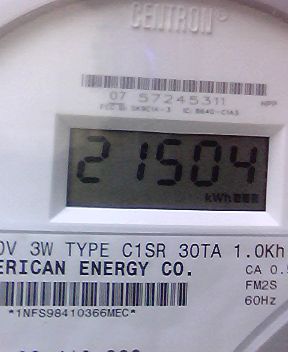 CENTRON
07 57245311 HPP
21504
kWh
0V 3W TYPE C1SR 30TA 1.0Kh
ERICAN ENERGY CO. CA 0.
FM2S
*1NFS98410366MEC* 60Hz